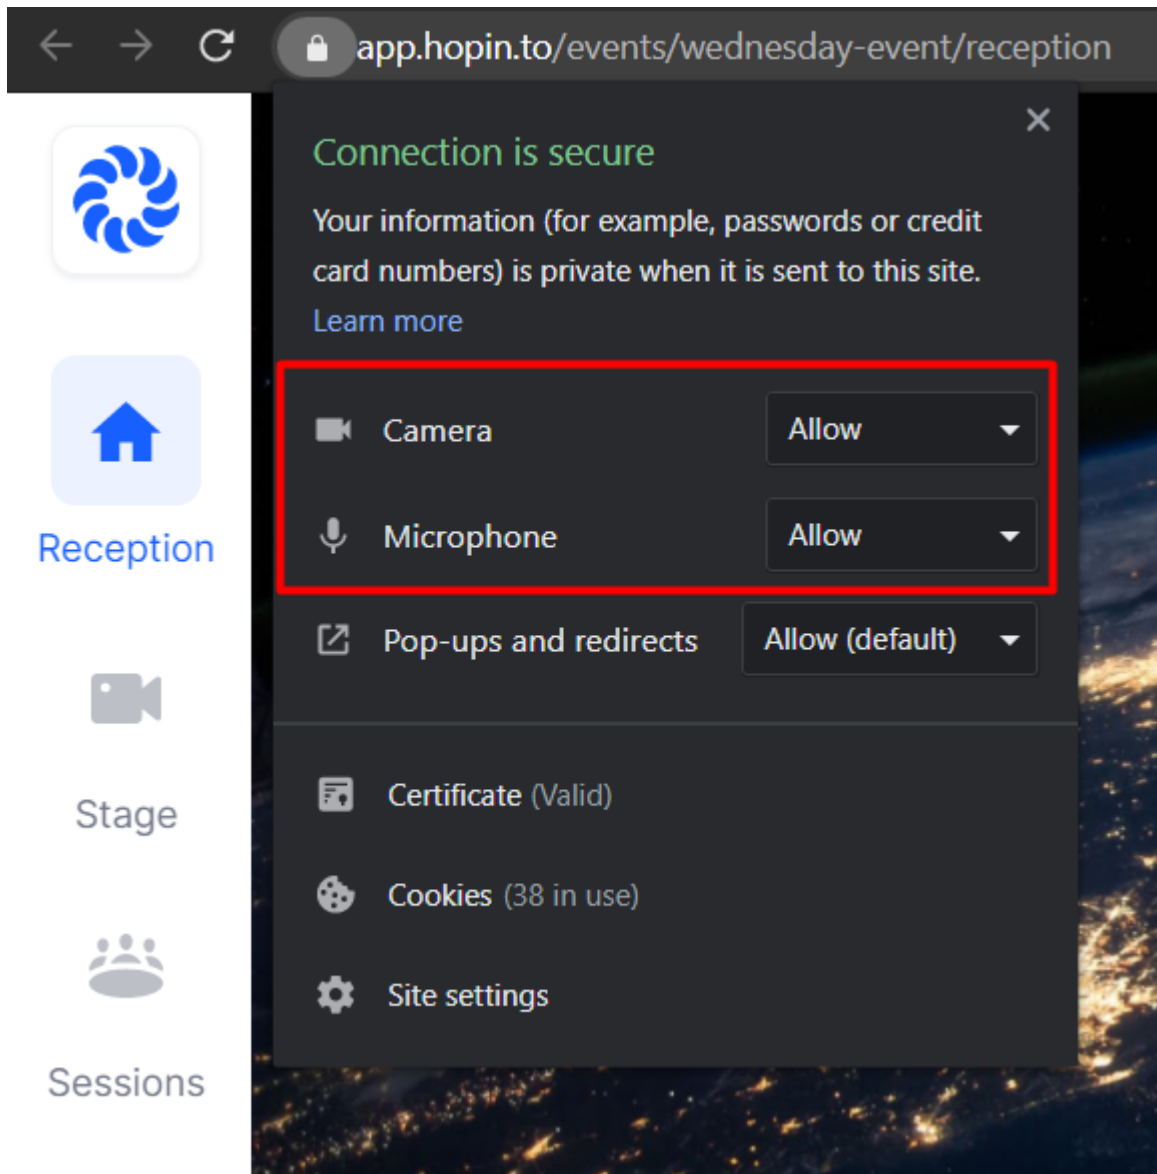 app.hopin.to/events/wednesday-event/reception
Connection is secure
Your information (for example, passwords or credit
card numbers) is private when it is sent to this site.
Learn more
Camera
Allow
Microphone
Allow
Pop-ups and redirects
Allow (default)
Certificate (Valid)
Cookies (38 in use)
Site settings
Reception
Stage
Sessions